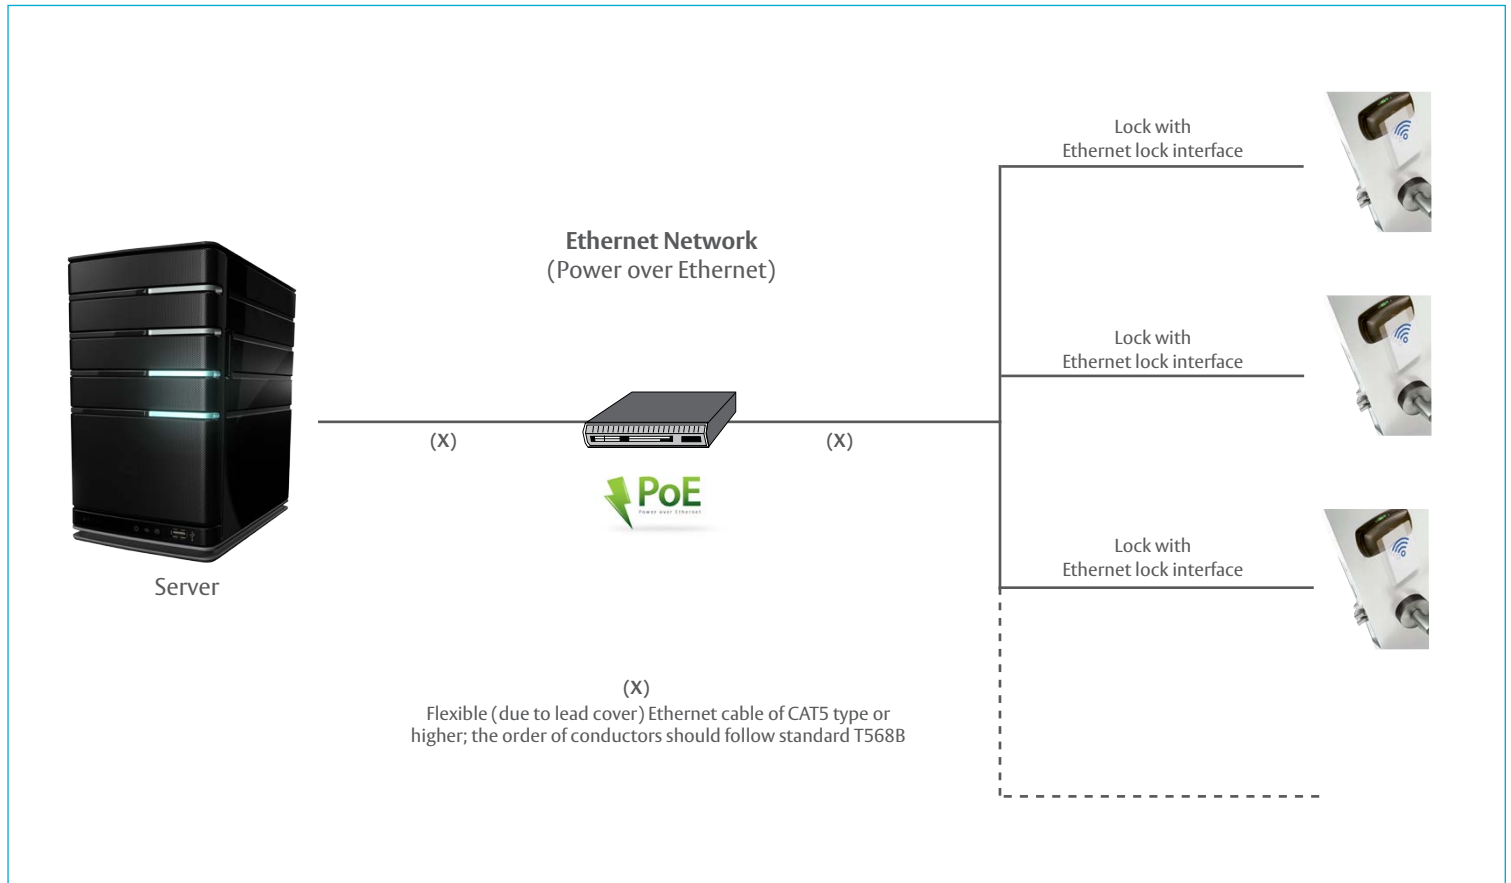 Lock with
Ethernet lock interface
Ethernet Network
(Power over Ethernet)
Lock with
Ethernet lock interface
(X)
(X)
PoE
Power over Ethernet
Lock with
Ethernet lock interface
Server
(X)
Flexible (due to lead cover) Ethernet cable of CAT5 type or
higher; the order of conductors should follow standard T568B